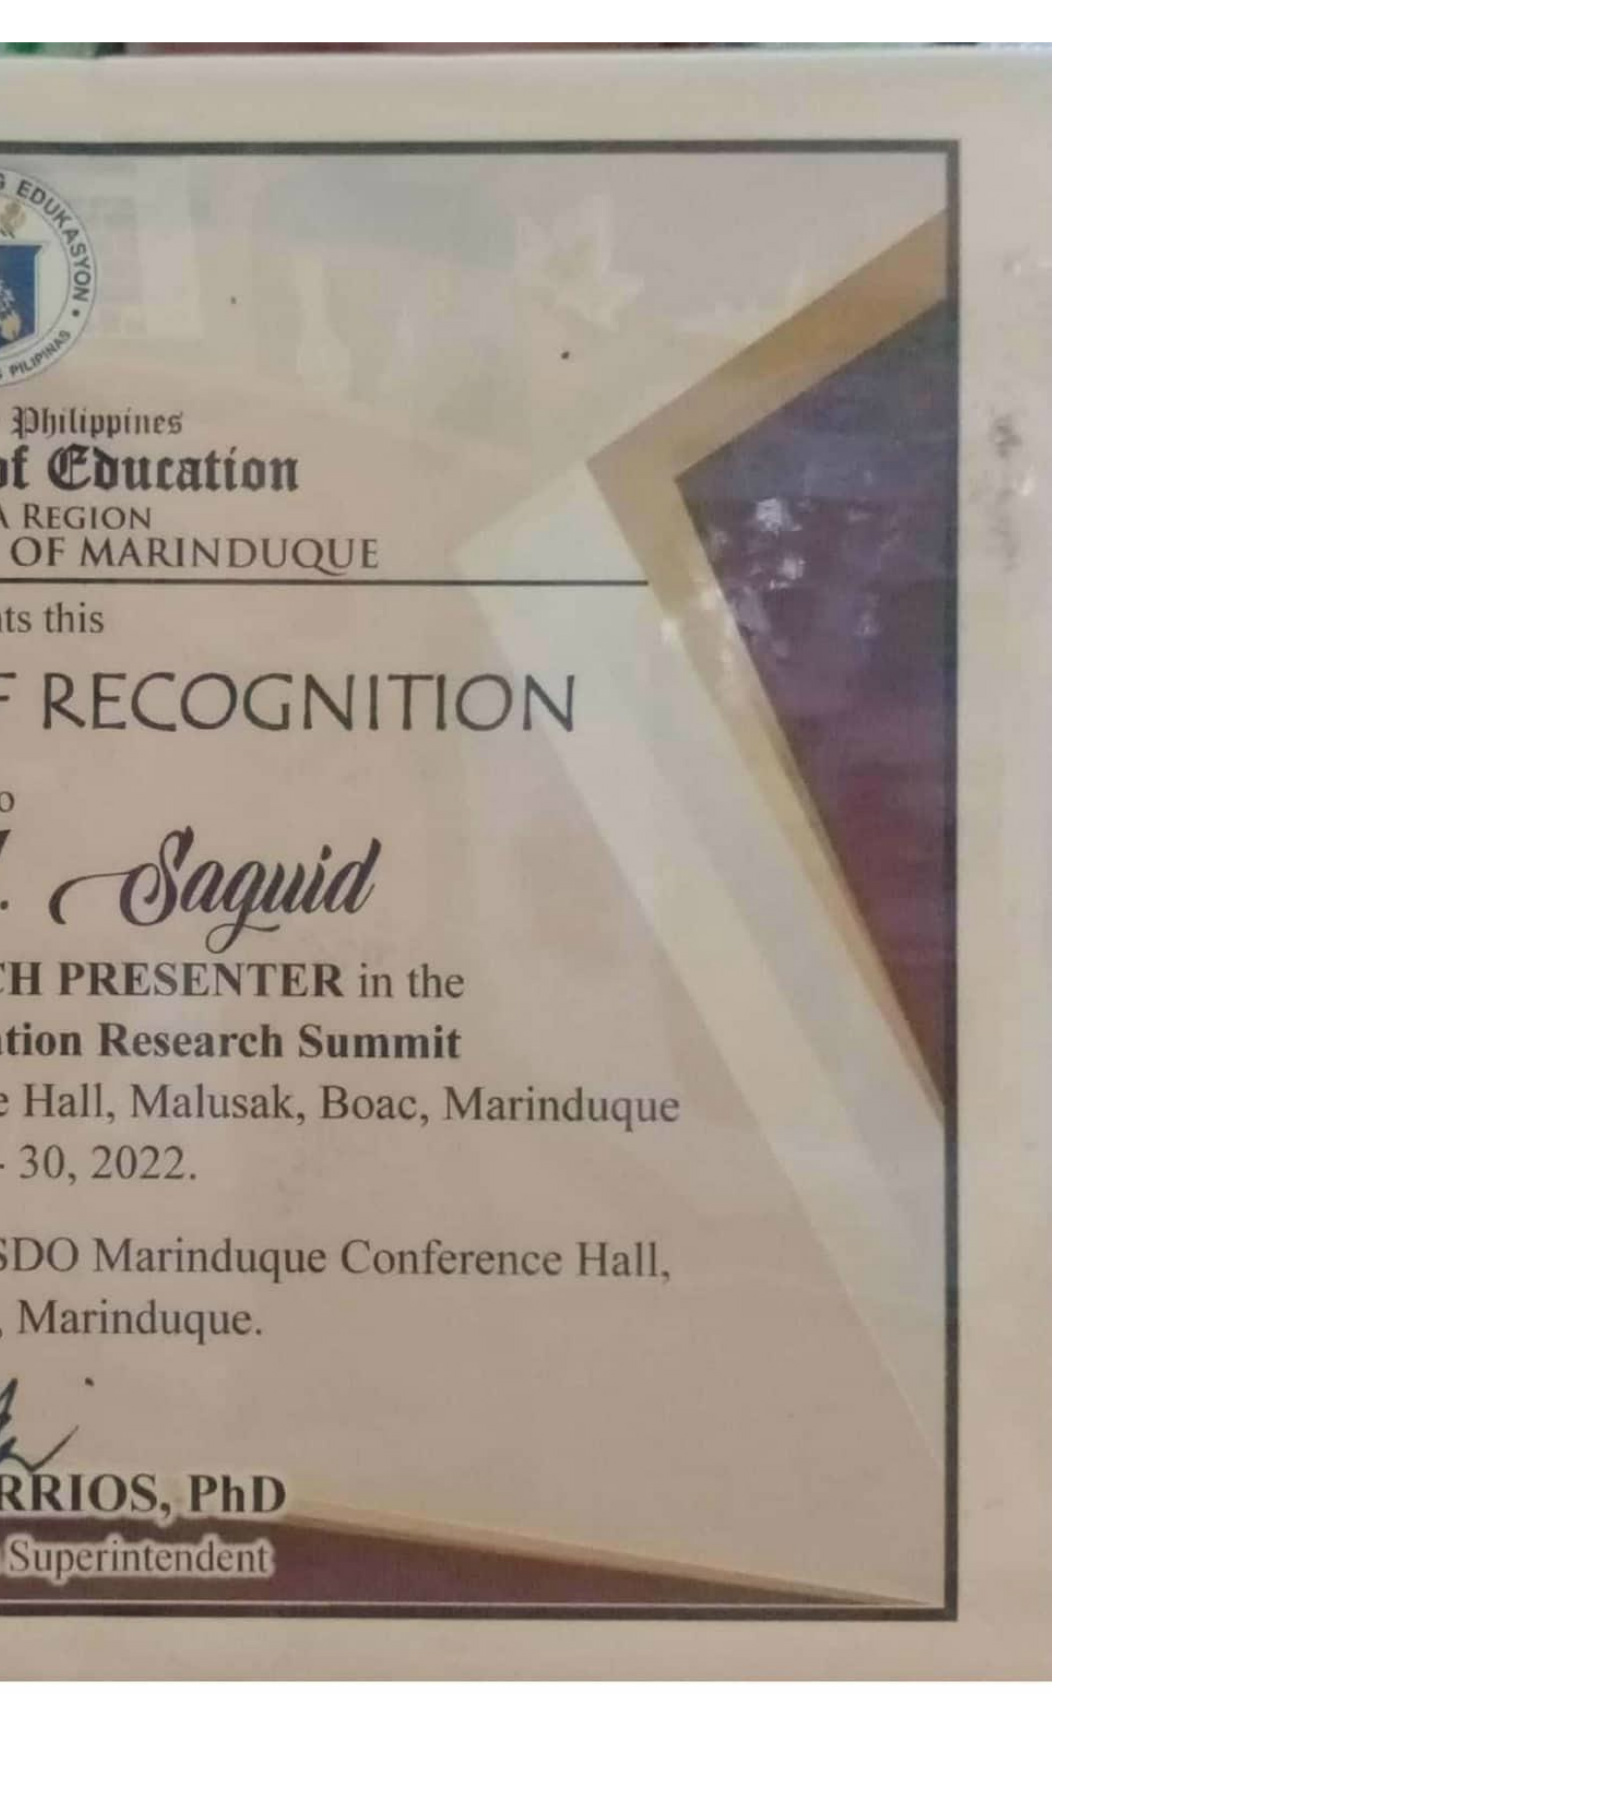 G EDUKASYON •
PILIPINAS
Philippines
of Education
A REGION
OF MARINDUQUE
ts this
F RECOGNITION
o
. Saguid
CH PRESENTER in the
tion Research Summit
e Hall, Malusak, Boac, Marinduque
- 30, 2022.
SDO Marinduque Conference Hall,
, Marinduque.
RRIOS, PhD
Superintendent